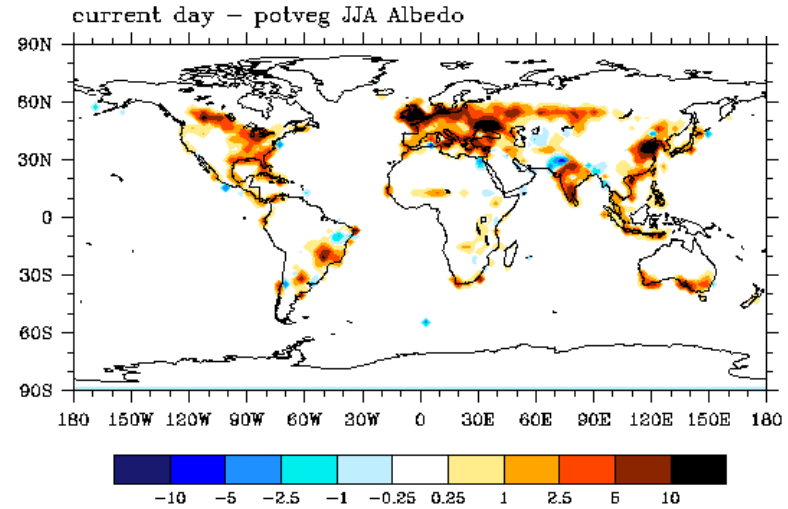 current day – potveg JJA Albedo
90N
60N
30N
0
30S
60S
90S
180 150W 120W 90W 60W 30W 0 30E 60E 90E 120E 150E 180
−10 −5 −2.5 −1 −0.25 0.25 1 2.5 5 10